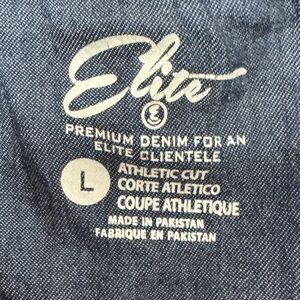 Elite
E
PREMIUM DENIM FOR AN
ELITE CLIENTELE
L
ATHLETIC CUT
CORTE ATLETICO
COUPE ATHLETIQUE
MADE IN PAKISTAN
FABRIQUE EN PAKISTAN